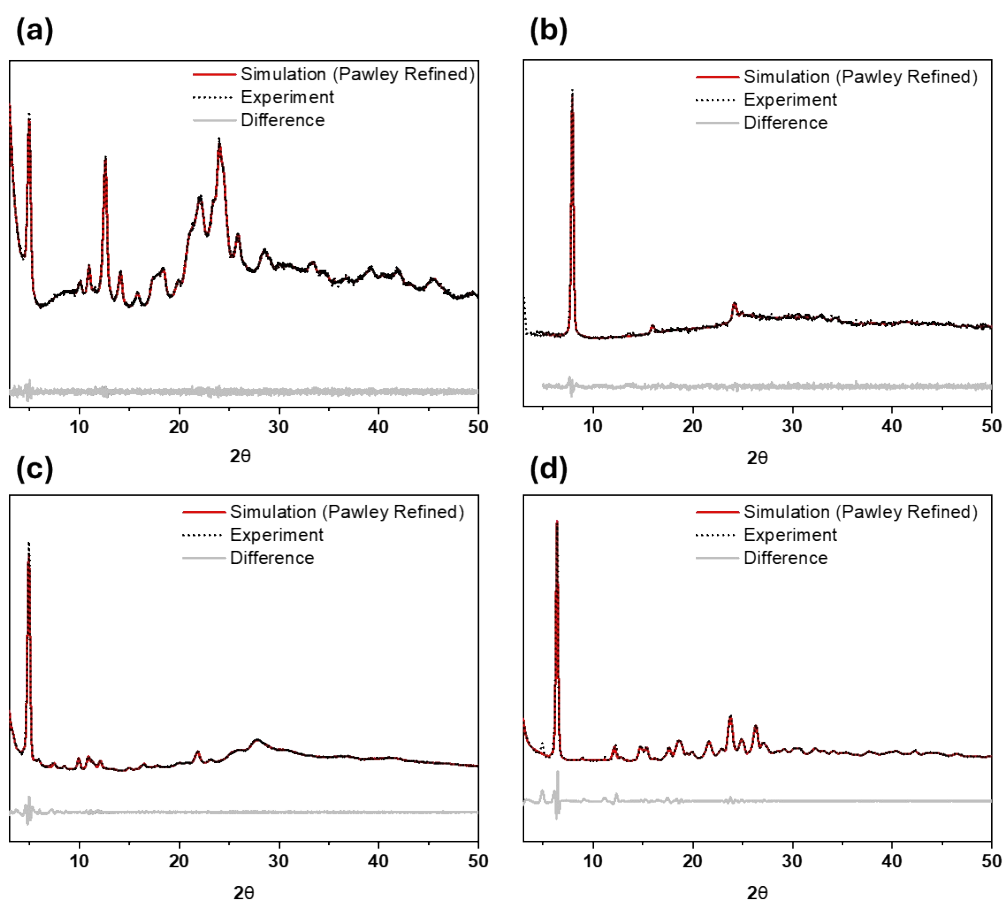 (a)
Simulation (Pawley Refined)
Experiment
Difference
10 20 30 40 50
2θ
(b)
Simulation (Pawley Refined)
Experiment
Difference
10 20 30 40 50
2θ
(c)
Simulation (Pawley Refined)
Experiment
Difference
10 20 30 40 50
2θ
(d)
Simulation (Pawley Refined)
Experiment
Difference
10 20 30 40 50
2θ